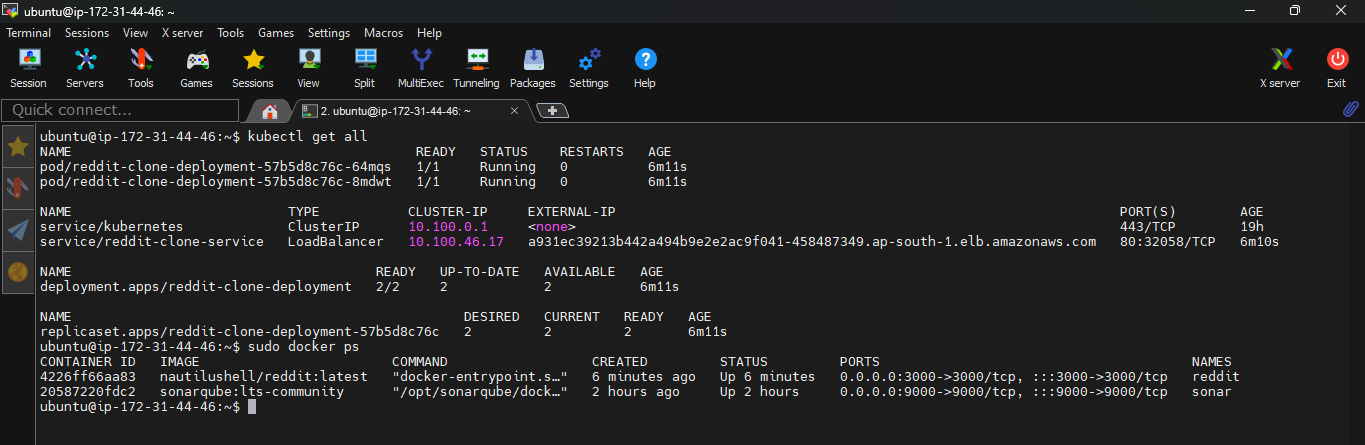 ubuntu@ip-172-31-44-46: ~
Terminal Sessions View X server Tools Games Settings Macros Help
Session Servers Tools Games Sessions View Split MultiExec Tunneling Packages Settings Help X server Exit
Quick connect... 2. ubuntu@ip-172-31-44-46: ~
ubuntu@ip-172-31-44-46:~$ kubectl get all
NAME READY STATUS RESTARTS AGE
pod/reddit-clone-deployment-57b5d8c76c-64mqs 1/1 Running 0 6m11s
pod/reddit-clone-deployment-57b5d8c76c-8mdwt 1/1 Running 0 6m11s
NAME TYPE CLUSTER-IP EXTERNAL-IP PORT(S) AGE
service/kubernetes ClusterIP 10.100.0.1 <none> 443/TCP 19h
service/reddit-clone-service LoadBalancer 10.100.46.17 a931ec39213b442a494b9e2e2ac9f041-458487349.ap-south-1.elb.amazonaws.com 80:32058/TCP 6m10s
NAME READY UP-TO-DATE AVAILABLE AGE
deployment.apps/reddit-clone-deployment 2/2 2 2 6m11s
NAME DESIRED CURRENT READY AGE
replicaset.apps/reddit-clone-deployment-57b5d8c76c 2 2 2 6m11s
ubuntu@ip-172-31-44-46:~$ sudo docker ps
CONTAINER ID IMAGE COMMAND CREATED STATUS PORTS NAMES
4226ff66aa83 nautilushell/reddit:latest "docker-entrypoint.s…" 6 minutes ago Up 6 minutes 0.0.0.0:3000->3000/tcp, :::3000->3000/tcp reddit
20587220fdc2 sonarqube:lts-community "/opt/sonarqube/dock…" 2 hours ago Up 2 hours 0.0.0.0:9000->9000/tcp, :::9000->9000/tcp sonar
ubuntu@ip-172-31-44-46:~$